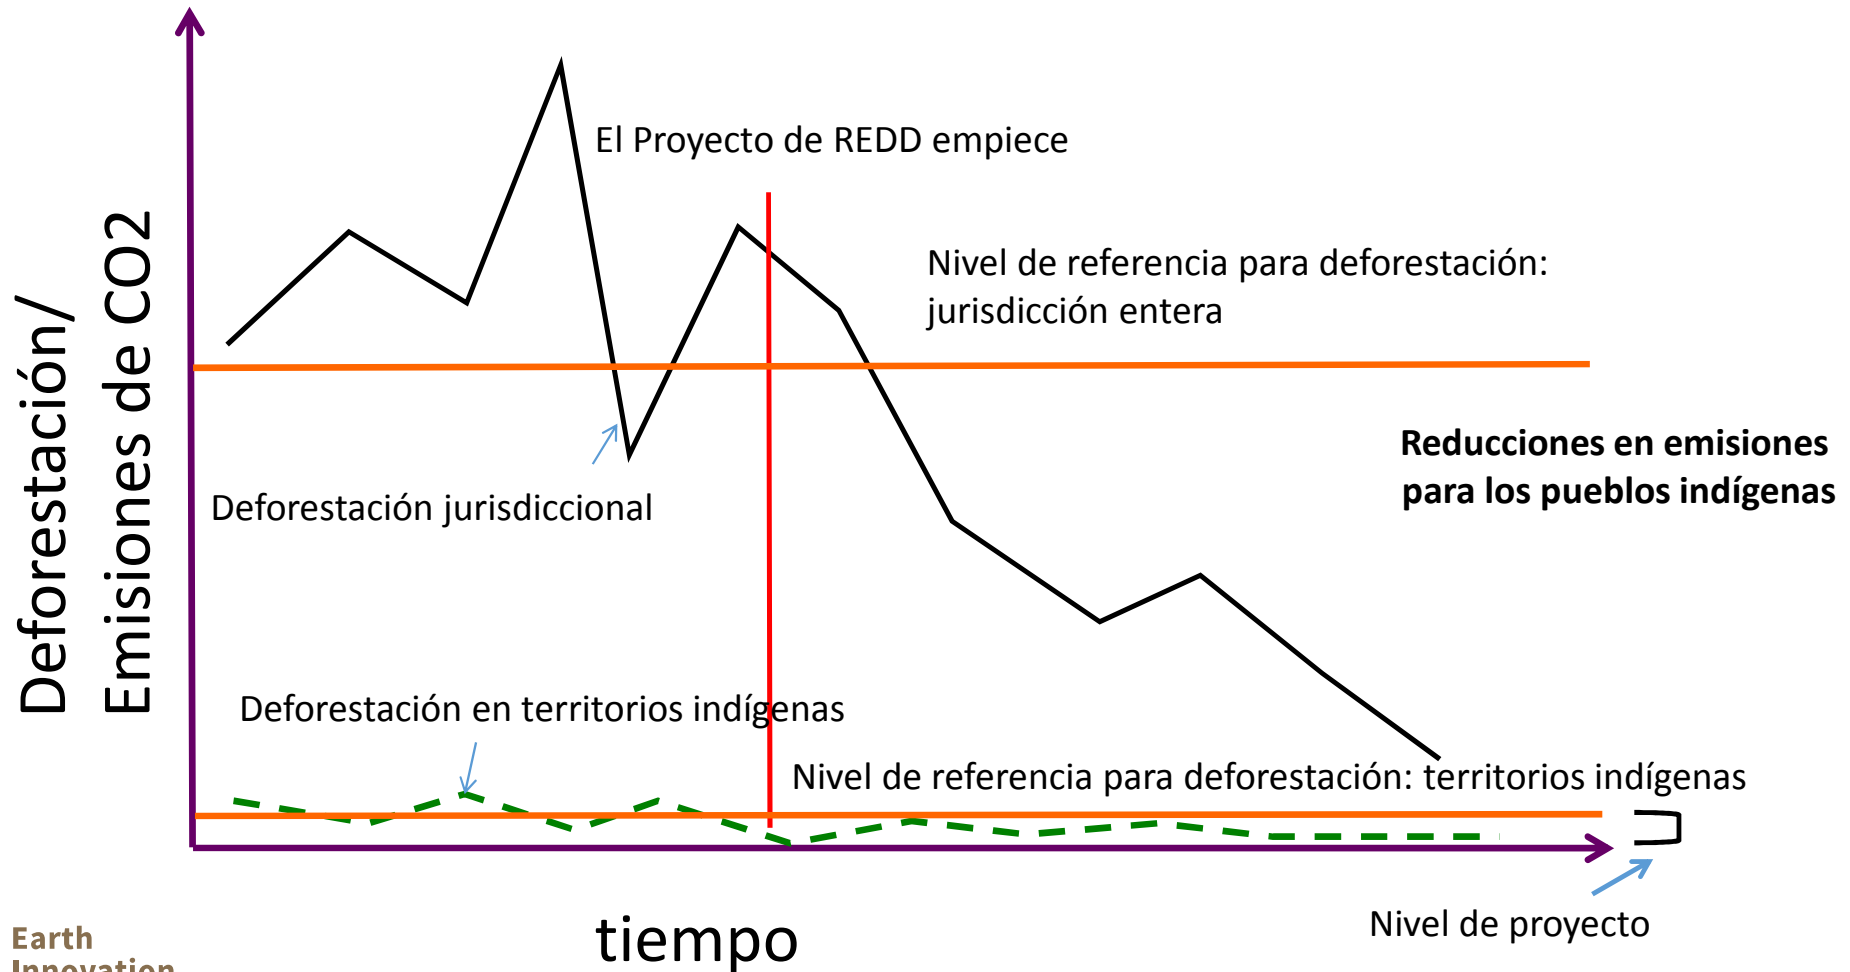 El Proyecto de REDD empiece
Nivel de referencia para deforestación:
jurisdicción entera
Deforestación/
Emisiones de CO2
Reducciones en emisiones
para los pueblos indígenas
Deforestación jurisdiccional
Deforestación en territorios indígenas
Nivel de referencia para deforestación: territorios indígenas
Nivel de proyecto
tiempo
Earth
Innovation